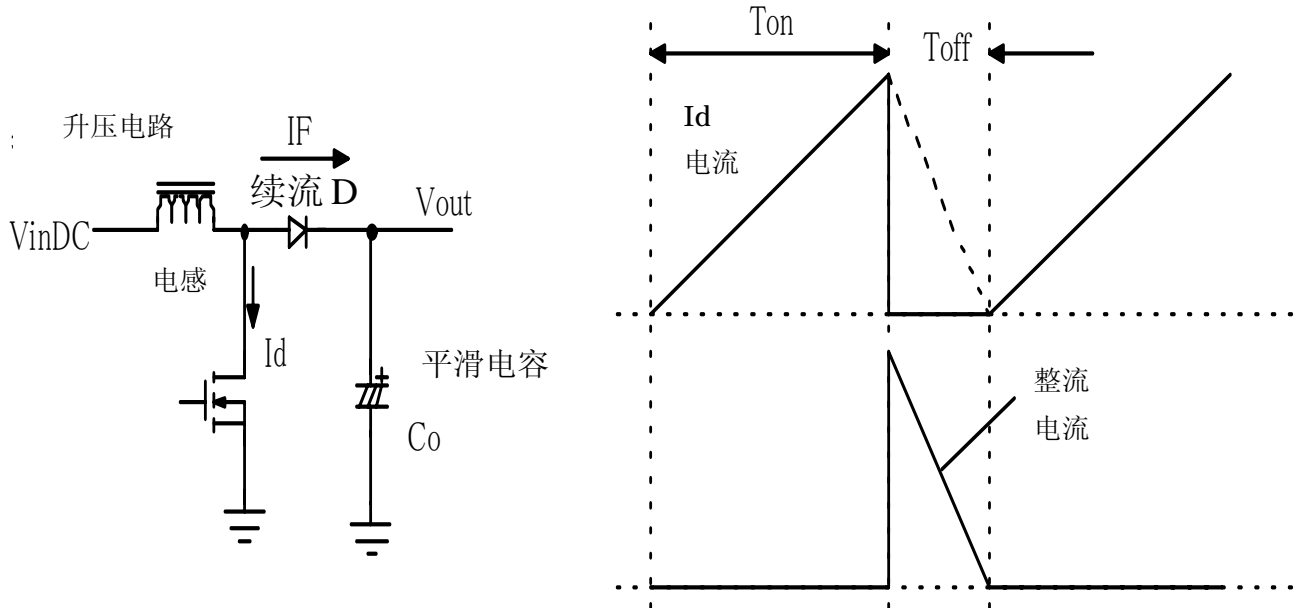 升压电路
IF
续流 D
VinDC
Vout
电感
Id
平滑电容
+
Co
Ton
Toff
Id
电流
整流
电流